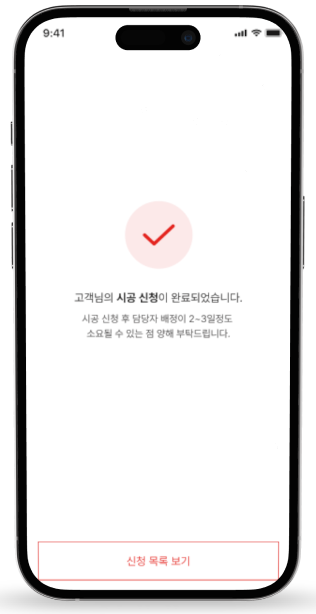 9:41
고객님의 시공 신청이 완료되었습니다.
시공 신청 후 담당자 배정이 2~3일정도
소요될 수 있는 점 양해 부탁드립니다.
신청 목록 보기